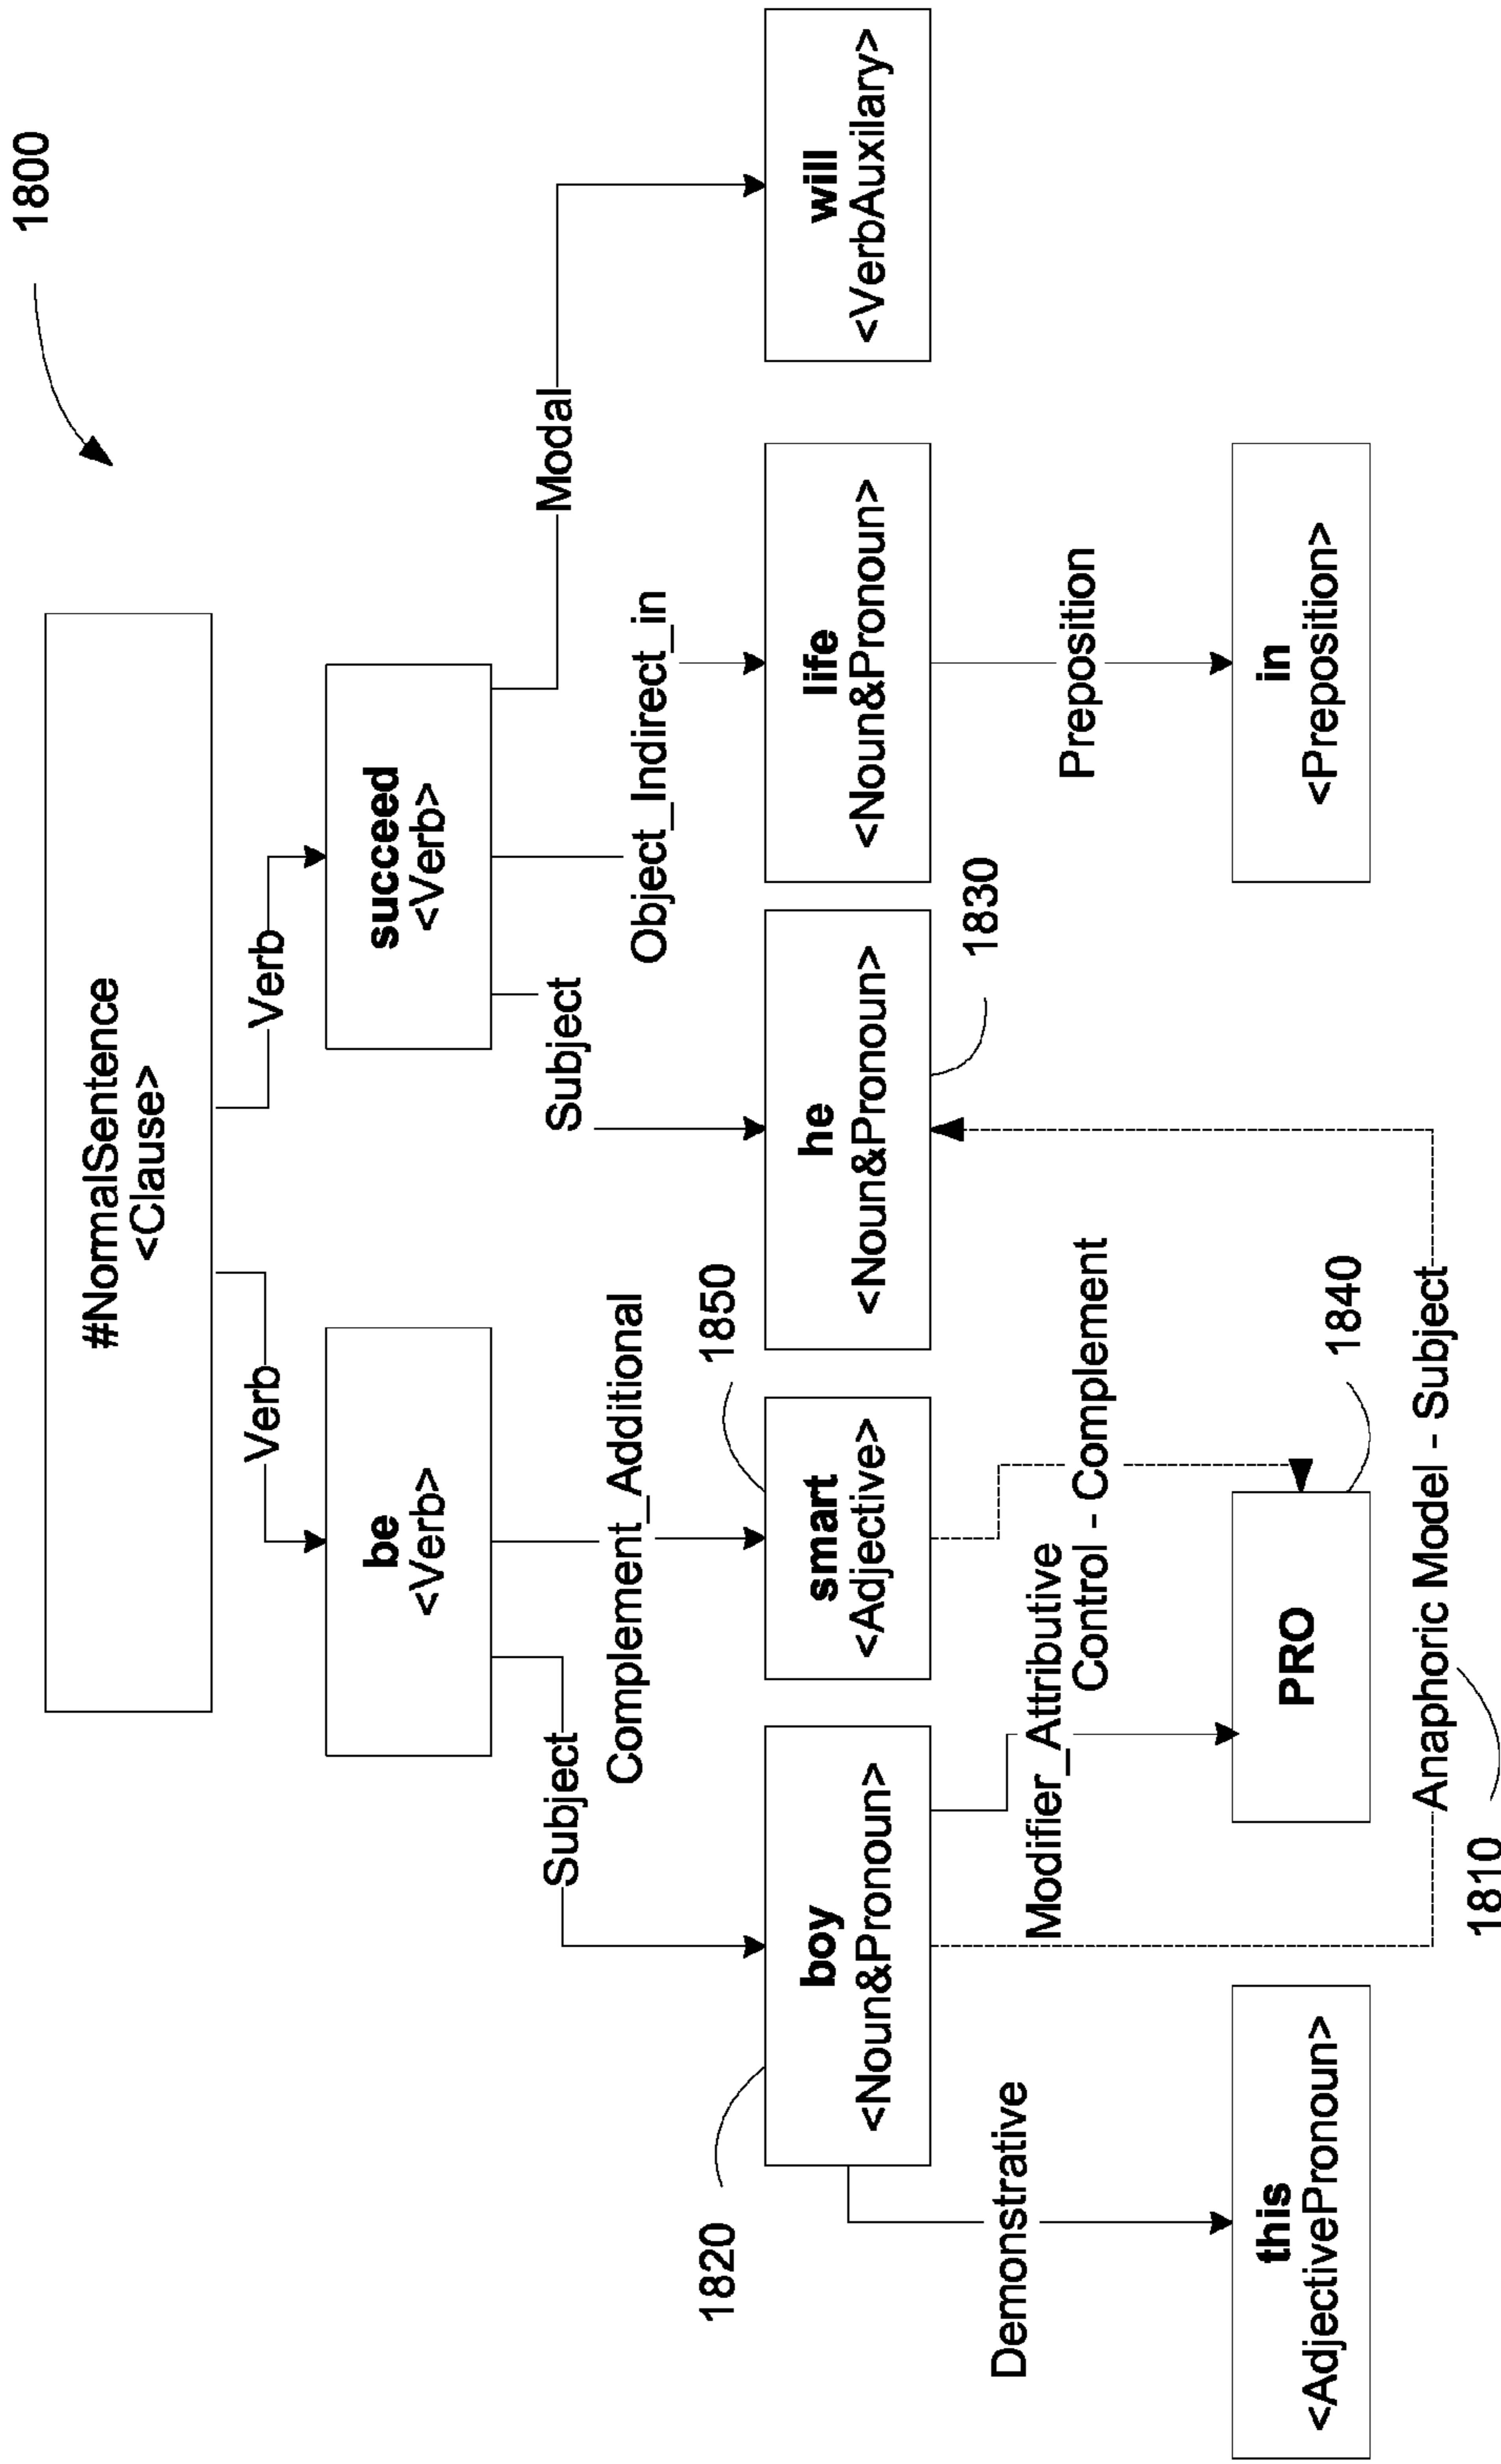 1800
#NormalSentence
<Clause>
Verb
Verb
be
<Verb>
succeed
<Verb>
Subject
Complement_Additional
Subject
Object_Indirect_in
Modal
1820
1850
boy
<Noun&Pronoun>
smart
<Adjective>
he
<Noun&Pronoun>
life
<Noun&Pronoun>
will
<VerbAuxilary>
1830
Demonstrative
Modifier_Attributive
Control - Complement
Preposition
this
<AdjectivePronoun>
PRO
1840
in
<Preposition>
Anaphoric Model - Subject
1810